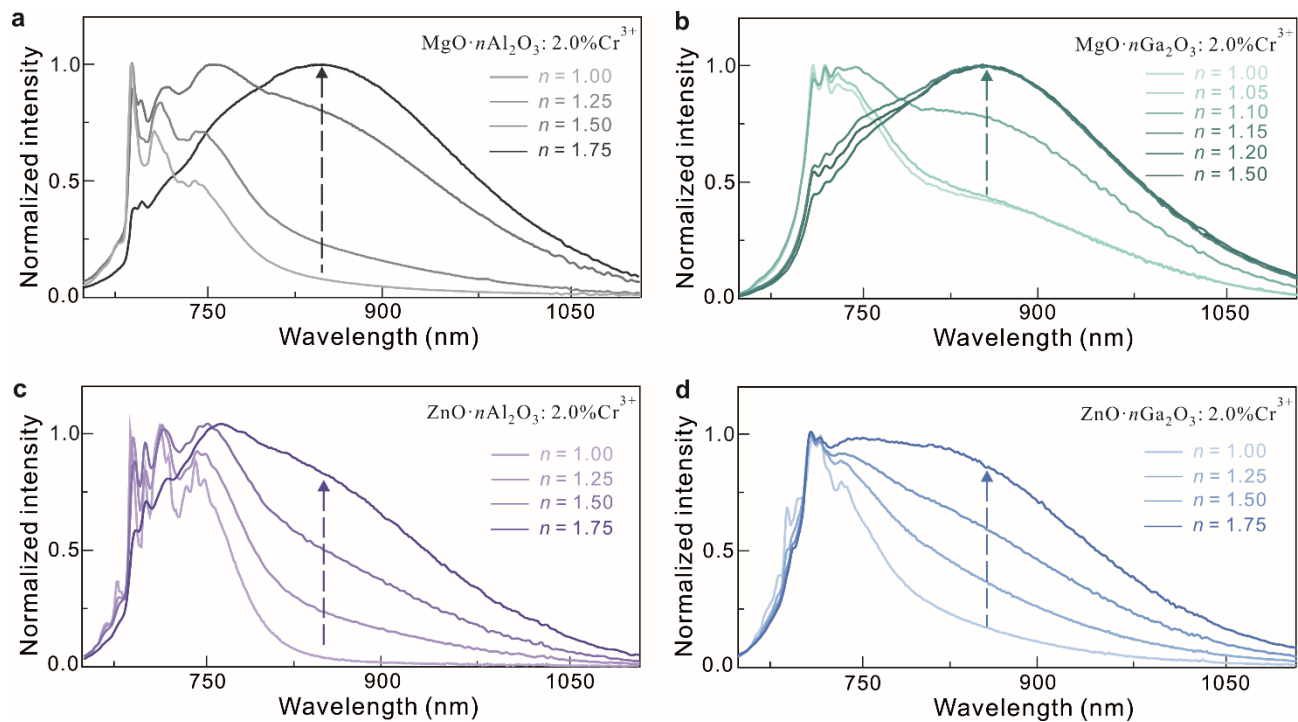 a
MgO·nAl₂O₃: 2.0%Cr³⁺
n = 1.00
n = 1.25
n = 1.50
n = 1.75
Normalized intensity
1.0
0.5
0.0
750
900
1050
Wavelength (nm)
b
MgO·nGa₂O₃: 2.0%Cr³⁺
n = 1.00
n = 1.05
n = 1.10
n = 1.15
n = 1.20
n = 1.50
Normalized intensity
1.0
0.5
0.0
750
900
1050
Wavelength (nm)
c
ZnO·nAl₂O₃: 2.0%Cr³⁺
n = 1.00
n = 1.25
n = 1.50
n = 1.75
Normalized intensity
1.0
0.5
0.0
750
900
1050
Wavelength (nm)
d
ZnO·nGa₂O₃: 2.0%Cr³⁺
n = 1.00
n = 1.25
n = 1.50
n = 1.75
Normalized intensity
1.0
0.5
0.0
750
900
1050
Wavelength (nm)